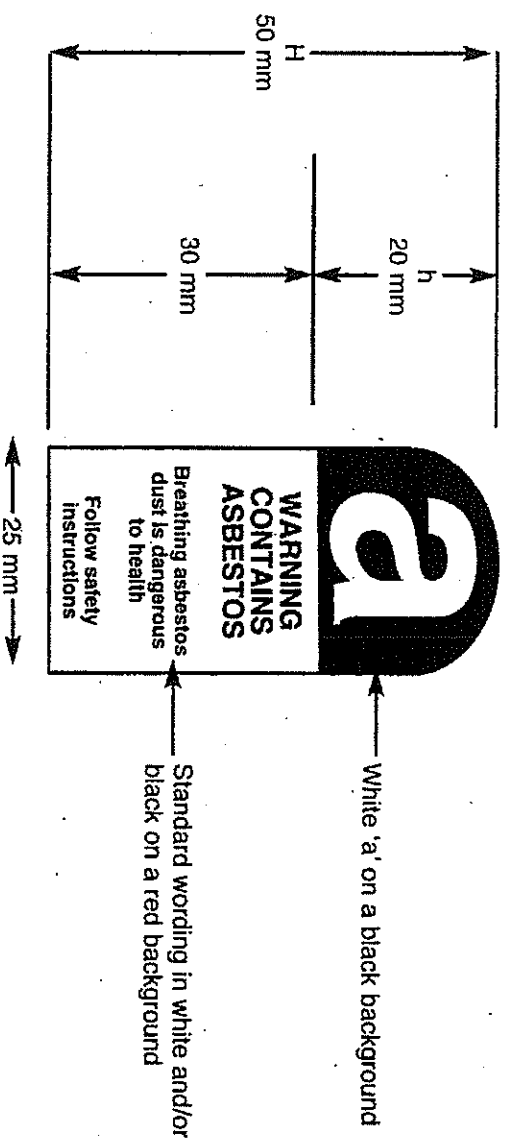 H
50 mm
h
20 mm
30 mm
a
WARNING
CONTAINS
ASBESTOS
Breathing asbestos
dust is dangerous
to health
Follow safety
instructions
25 mm
White 'a' on a black background
Standard wording in white and/or
black on a red background